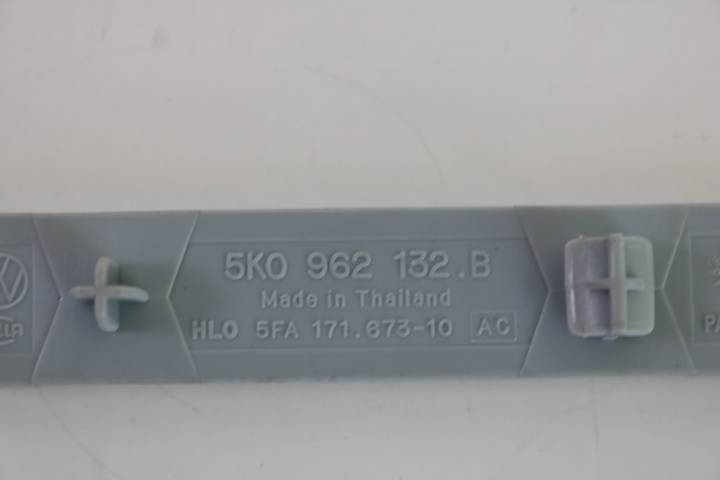 5K0 962 132.B
Made in Thailand
HLO 5FA 171.673-10 AC